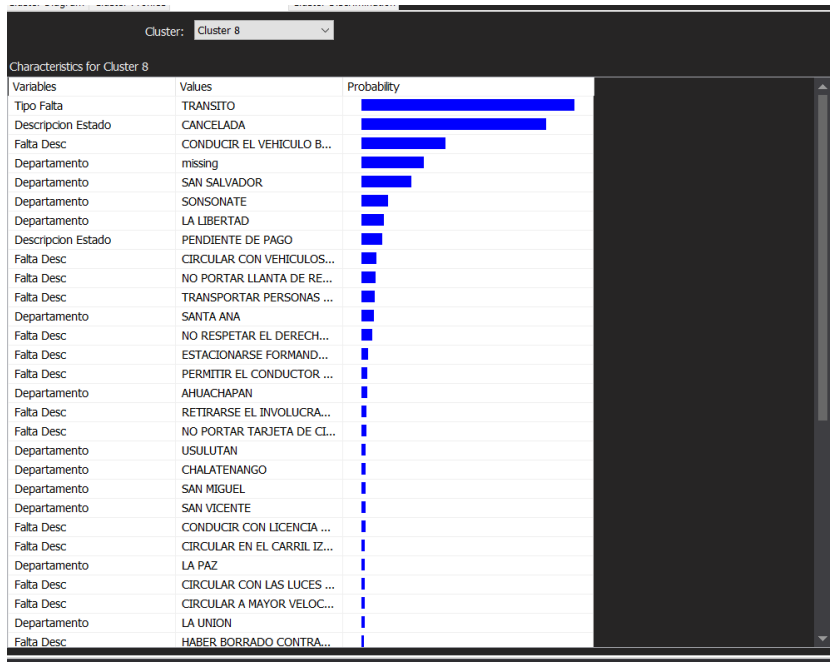 Cluster: Cluster 8
Characteristics for Cluster 8
Variables Values Probability
Tipo Falta TRANSITO
Descripcion Estado CANCELADA
Falta Desc CONDUCIR EL VEHICULO B...
Departamento missing
Departamento SAN SALVADOR
Departamento SONSONATE
Departamento LA LIBERTAD
Descripcion Estado PENDIENTE DE PAGO
Falta Desc CIRCULAR CON VEHICULOS...
Falta Desc NO PORTAR LLANTA DE RE...
Falta Desc TRANSPORTAR PERSONAS ...
Departamento SANTA ANA
Falta Desc NO RESPETAR EL DERECH...
Falta Desc ESTACIONARSE FORMAND...
Falta Desc PERMITIR EL CONDUCTOR ...
Departamento AHUACHAPAN
Falta Desc RETIRARSE EL INVOLUCRA...
Falta Desc NO PORTAR TARJETA DE CI...
Departamento USULUTAN
Departamento CHALATENANGO
Departamento SAN MIGUEL
Departamento SAN VICENTE
Falta Desc CONDUCIR CON LICENCIA ...
Falta Desc CIRCULAR EN EL CARRIL IZ...
Departamento LA PAZ
Falta Desc CIRCULAR CON LAS LUCES ...
Falta Desc CIRCULAR A MAYOR VELOC...
Departamento LA UNION
Falta Desc HABER BORRADO CONTRA...